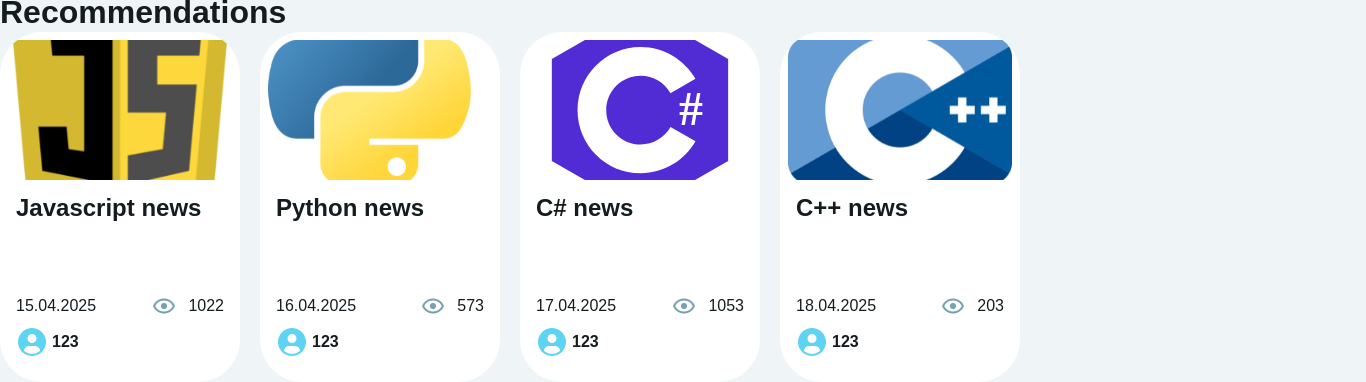 Recommendations
JS
C#
C++
Javascript news
Python news
C# news
C++ news
15.04.2025 1022
16.04.2025 573
17.04.2025 1053
18.04.2025 203
123
123
123
123